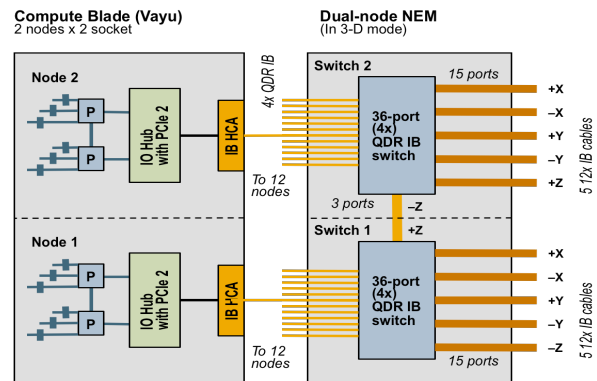 Compute Blade (Vayu)
2 nodes x 2 socket
Dual-node NEM
(In 3-D mode)
Node 2
P
P
IO Hub
with PCIe 2
IB HCA
4x QDR IB
To 12
nodes
Switch 2
36-port
(4x)
QDR IB
switch
15 ports
+X
–X
+Y
–Y
+Z
5 12x IB cables
3 ports
–Z
+Z
Node 1
P
P
IO Hub
with PCIe 2
IB HCA
To 12
nodes
Switch 1
36-port
(4x)
QDR IB
switch
+X
–X
+Y
–Y
–Z
15 ports
5 12x IB cables